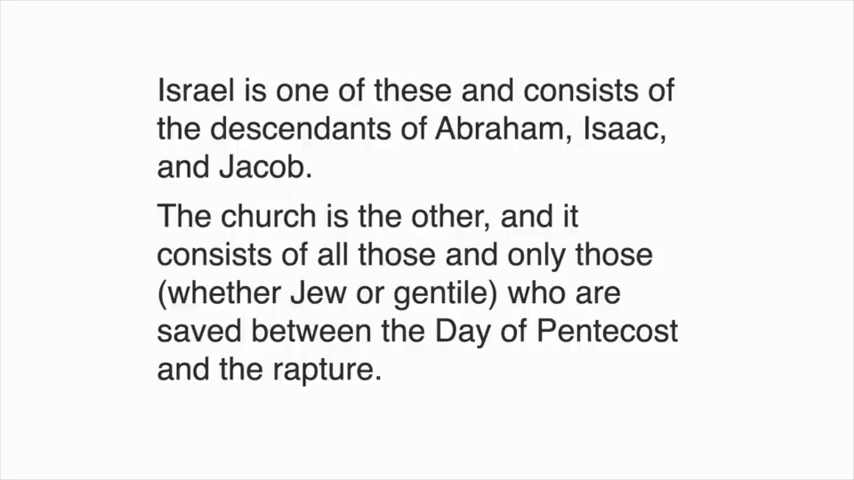 Israel is one of these and consists of
the descendants of Abraham, Isaac,
and Jacob.
The church is the other, and it
consists of all those and only those
(whether Jew or gentile) who are
saved between the Day of Pentecost
and the rapture.